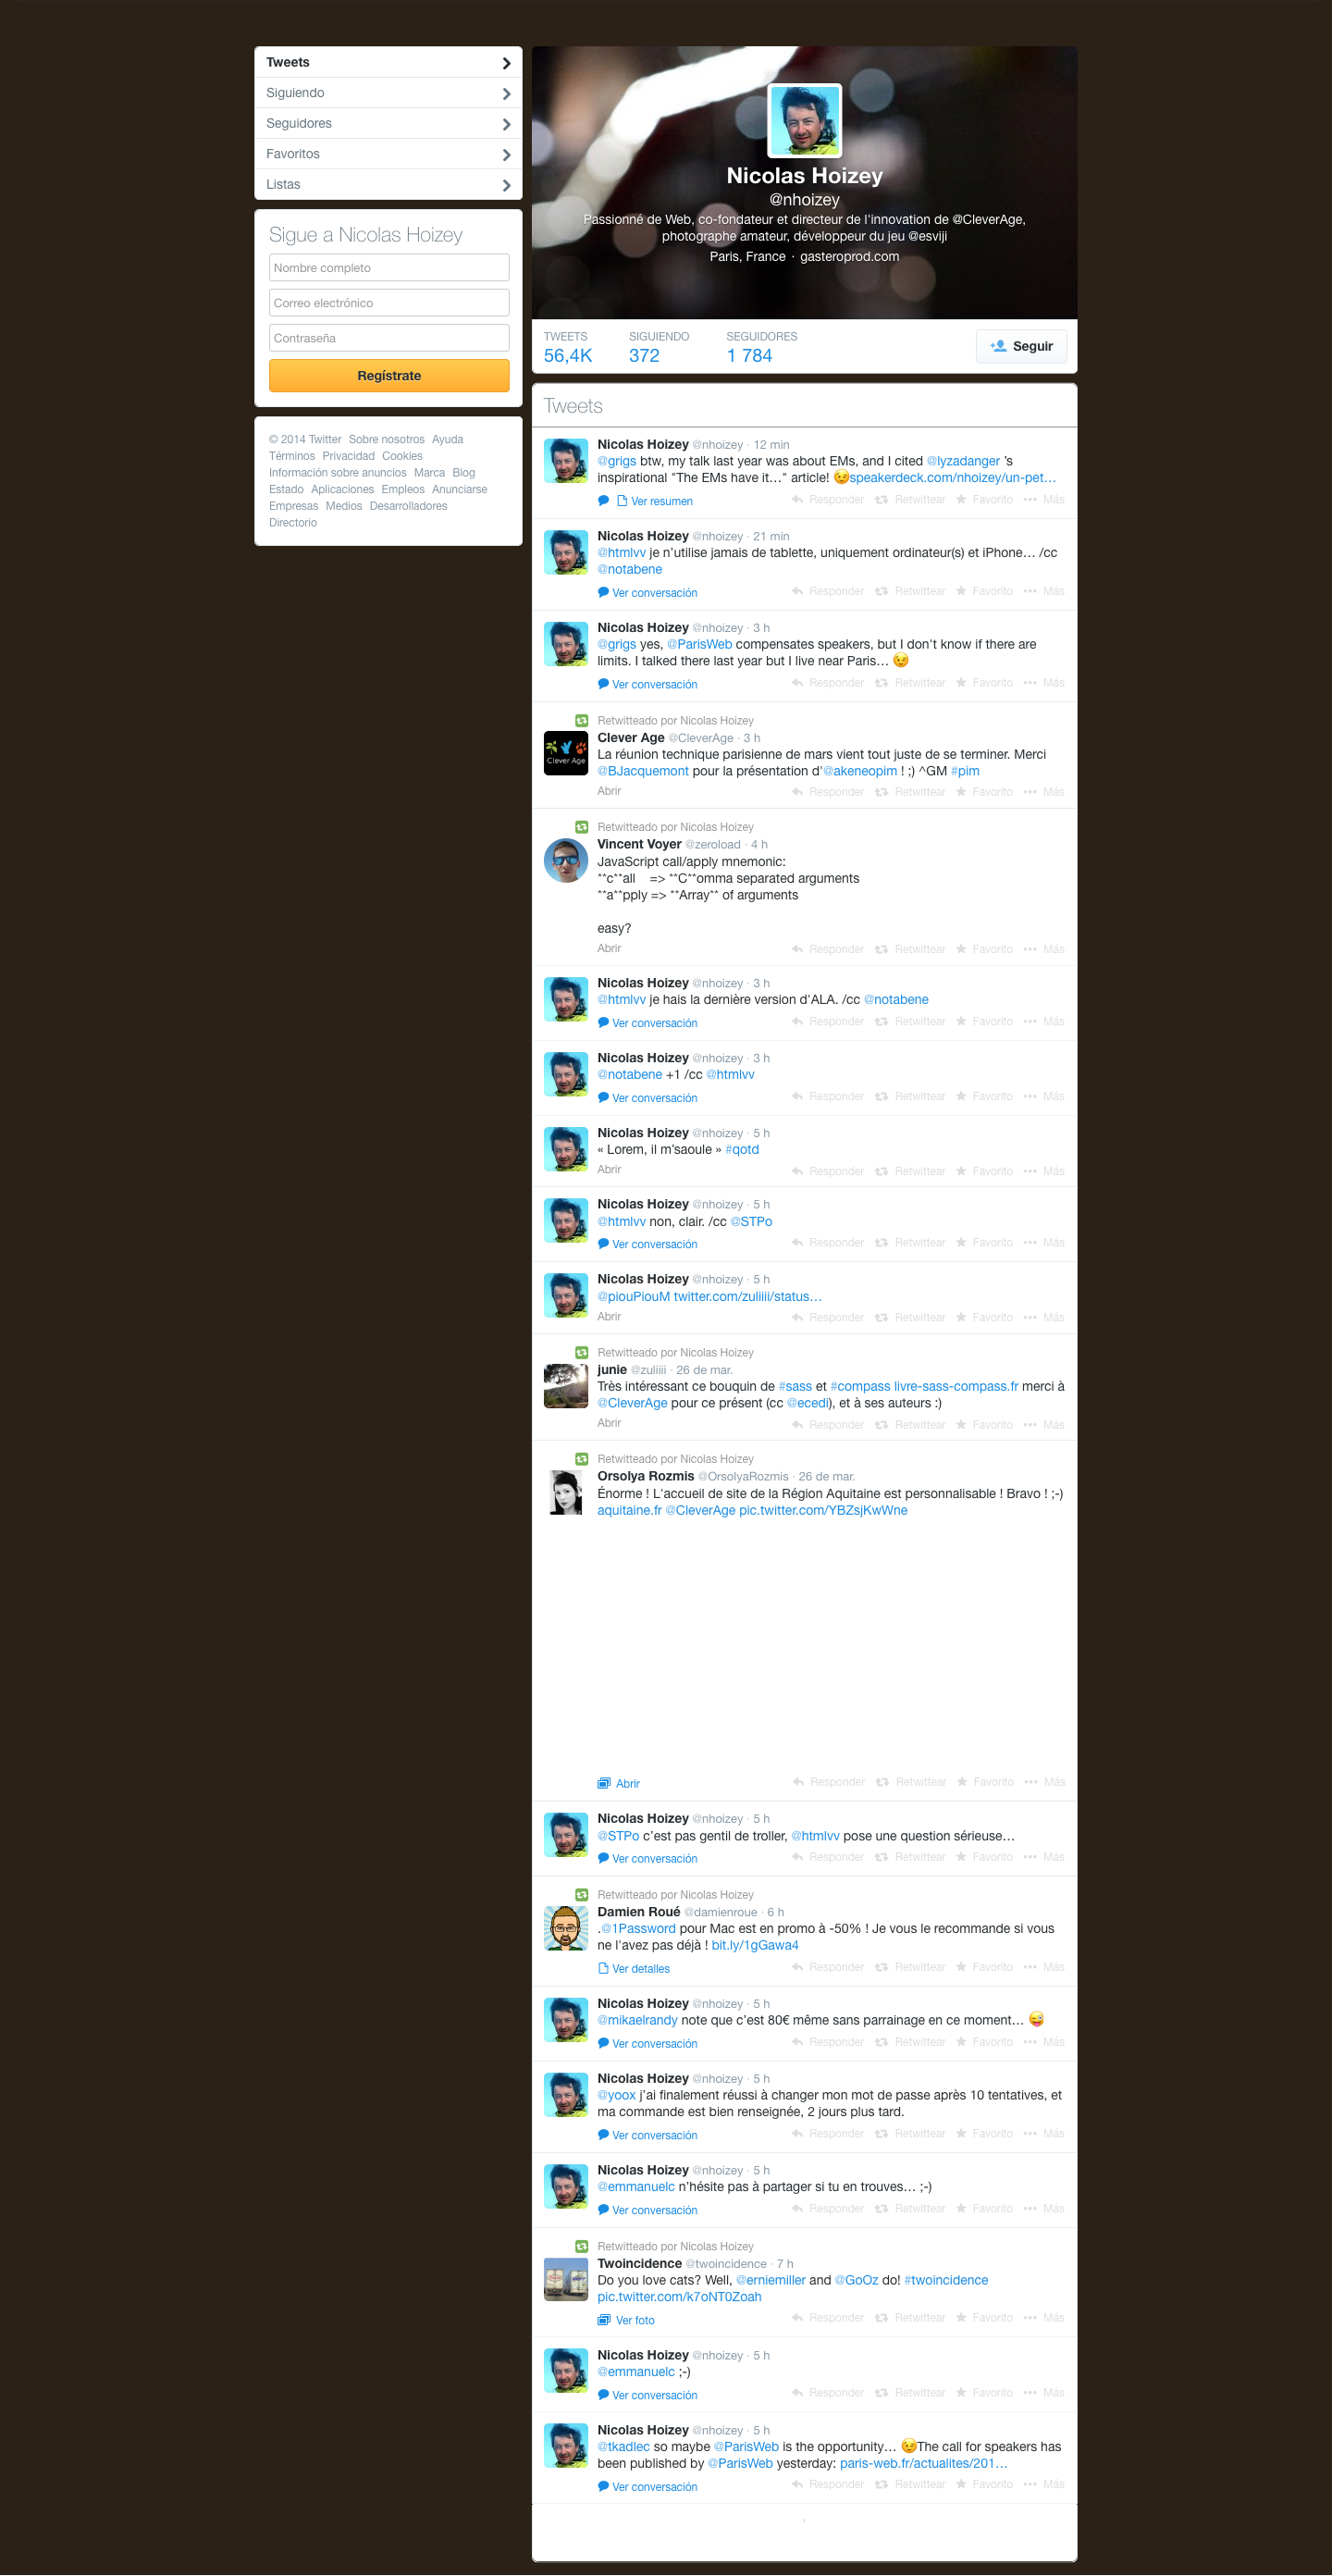 Tweets
Siguiendo
Seguidores
Favoritos
Listas
Sigue a Nicolas Hoizey
Nombre completo
Correo electrónico
Contraseña
Regístrate
© 2014 Twitter Sobre nosotros Ayuda
Términos Privacidad Cookies
Información sobre anuncios Marca Blog
Estado Aplicaciones Empleos Anunciarse
Empresas Medios Desarrolladores
Directorio
Nicolas Hoizey
@nhoizey
Passionné de Web, co-fondateur et directeur de l'innovation de @CleverAge,
photographe amateur, développeur du jeu @esviji
Paris, France · gasteroprod.com
TWEETS SIGUIENDO SEGUIDORES
56,4K 372 1 784
Seguir
Tweets
Nicolas Hoizey @nhoizey · 12 min
@grigs btw, my talk last year was about EMs, and I cited @lyzadanger 's
inspirational "The EMs have it…" article! 😉speakerdeck.com/nhoizey/un-pet…
Ver resumen Responder Retwittear Favorito Más
Nicolas Hoizey @nhoizey · 21 min
@htmlvv je n'utilise jamais de tablette, uniquement ordinateur(s) et iPhone… /cc
@notabene
Ver conversación Responder Retwittear Favorito Más
Nicolas Hoizey @nhoizey · 3 h
@grigs yes, @ParisWeb compensates speakers, but I don't know if there are
limits. I talked there last year but I live near Paris… 😉
Ver conversación Responder Retwittear Favorito Más
Retwitteado por Nicolas Hoizey
Clever Age
Clever Age @CleverAge · 3 h
La réunion technique parisienne de mars vient tout juste de se terminer. Merci
@BJacquemont pour la présentation d'@akeneopim ! ;) ^GM #pim
Abrir Responder Retwittear Favorito Más
Retwitteado por Nicolas Hoizey
Vincent Voyer @zeroload · 4 h
JavaScript call/apply mnemonic:
**c**all => **C**omma separated arguments
**a**pply => **Array** of arguments
easy?
Abrir Responder Retwittear Favorito Más
Nicolas Hoizey @nhoizey · 3 h
@htmlvv je hais la dernière version d'ALA. /cc @notabene
Ver conversación Responder Retwittear Favorito Más
Nicolas Hoizey @nhoizey · 3 h
@notabene +1 /cc @htmlvv
Ver conversación Responder Retwittear Favorito Más
Nicolas Hoizey @nhoizey · 5 h
« Lorem, il m'saoule » #qotd
Abrir Responder Retwittear Favorito Más
Nicolas Hoizey @nhoizey · 5 h
@htmlvv non, clair. /cc @STPo
Ver conversación Responder Retwittear Favorito Más
Nicolas Hoizey @nhoizey · 5 h
@piouPiouM twitter.com/zuliiii/status…
Abrir Responder Retwittear Favorito Más
Retwitteado por Nicolas Hoizey
junie @zuliiii · 26 de mar.
Très intéressant ce bouquin de #sass et #compass livre-sass-compass.fr merci à
@CleverAge pour ce présent (cc @ecedi), et à ses auteurs :)
Abrir Responder Retwittear Favorito Más
Retwitteado por Nicolas Hoizey
Orsolya Rozmis @OrsolyaRozmis · 26 de mar.
Énorme ! L'accueil de site de la Région Aquitaine est personnalisable ! Bravo ! ;-)
aquitaine.fr @CleverAge pic.twitter.com/YBZsjKwWne
Abrir Responder Retwittear Favorito Más
Nicolas Hoizey @nhoizey · 5 h
@STPo c'est pas gentil de troller, @htmlvv pose une question sérieuse…
Ver conversación Responder Retwittear Favorito Más
Retwitteado por Nicolas Hoizey
Damien Roué @damienroue · 6 h
.@1Password pour Mac est en promo à -50% ! Je vous le recommande si vous
ne l'avez pas déjà ! bit.ly/1gGawa4
Ver detalles Responder Retwittear Favorito Más
Nicolas Hoizey @nhoizey · 5 h
@mikaelrandy note que c'est 80€ même sans parrainage en ce moment… 😜
Ver conversación Responder Retwittear Favorito Más
Nicolas Hoizey @nhoizey · 5 h
@yoox j'ai finalement réussi à changer mon mot de passe après 10 tentatives, et
ma commande est bien renseignée, 2 jours plus tard.
Ver conversación Responder Retwittear Favorito Más
Nicolas Hoizey @nhoizey · 5 h
@emmanuelc n'hésite pas à partager si tu en trouves… ;-)
Ver conversación Responder Retwittear Favorito Más
Retwitteado por Nicolas Hoizey
Twoincidence @twoincidence · 7 h
Do you love cats? Well, @erniemiller and @GoOz do! #twoincidence
pic.twitter.com/k7oNT0Zoah
Ver foto Responder Retwittear Favorito Más
Nicolas Hoizey @nhoizey · 5 h
@emmanuelc ;-)
Ver conversación Responder Retwittear Favorito Más
Nicolas Hoizey @nhoizey · 5 h
@tkadlec so maybe @ParisWeb is the opportunity… 😉The call for speakers has
been published by @ParisWeb yesterday: paris-web.fr/actualites/201…
Ver conversación Responder Retwittear Favorito Más